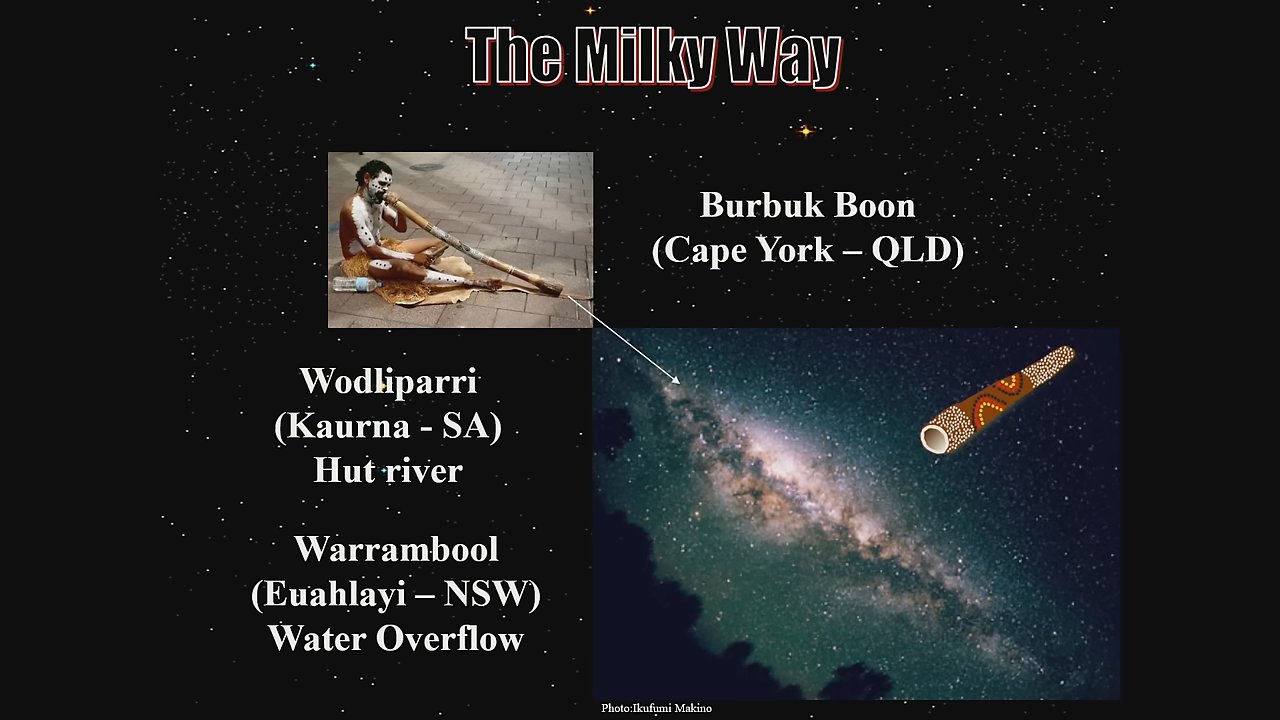 The Milky Way
Burbuk Boon
(Cape York – QLD)
Wodliparri
(Kaurna - SA)
Hut river
Warrambool
(Euahlayi – NSW)
Water Overflow
Photo:Ikufumi Makino